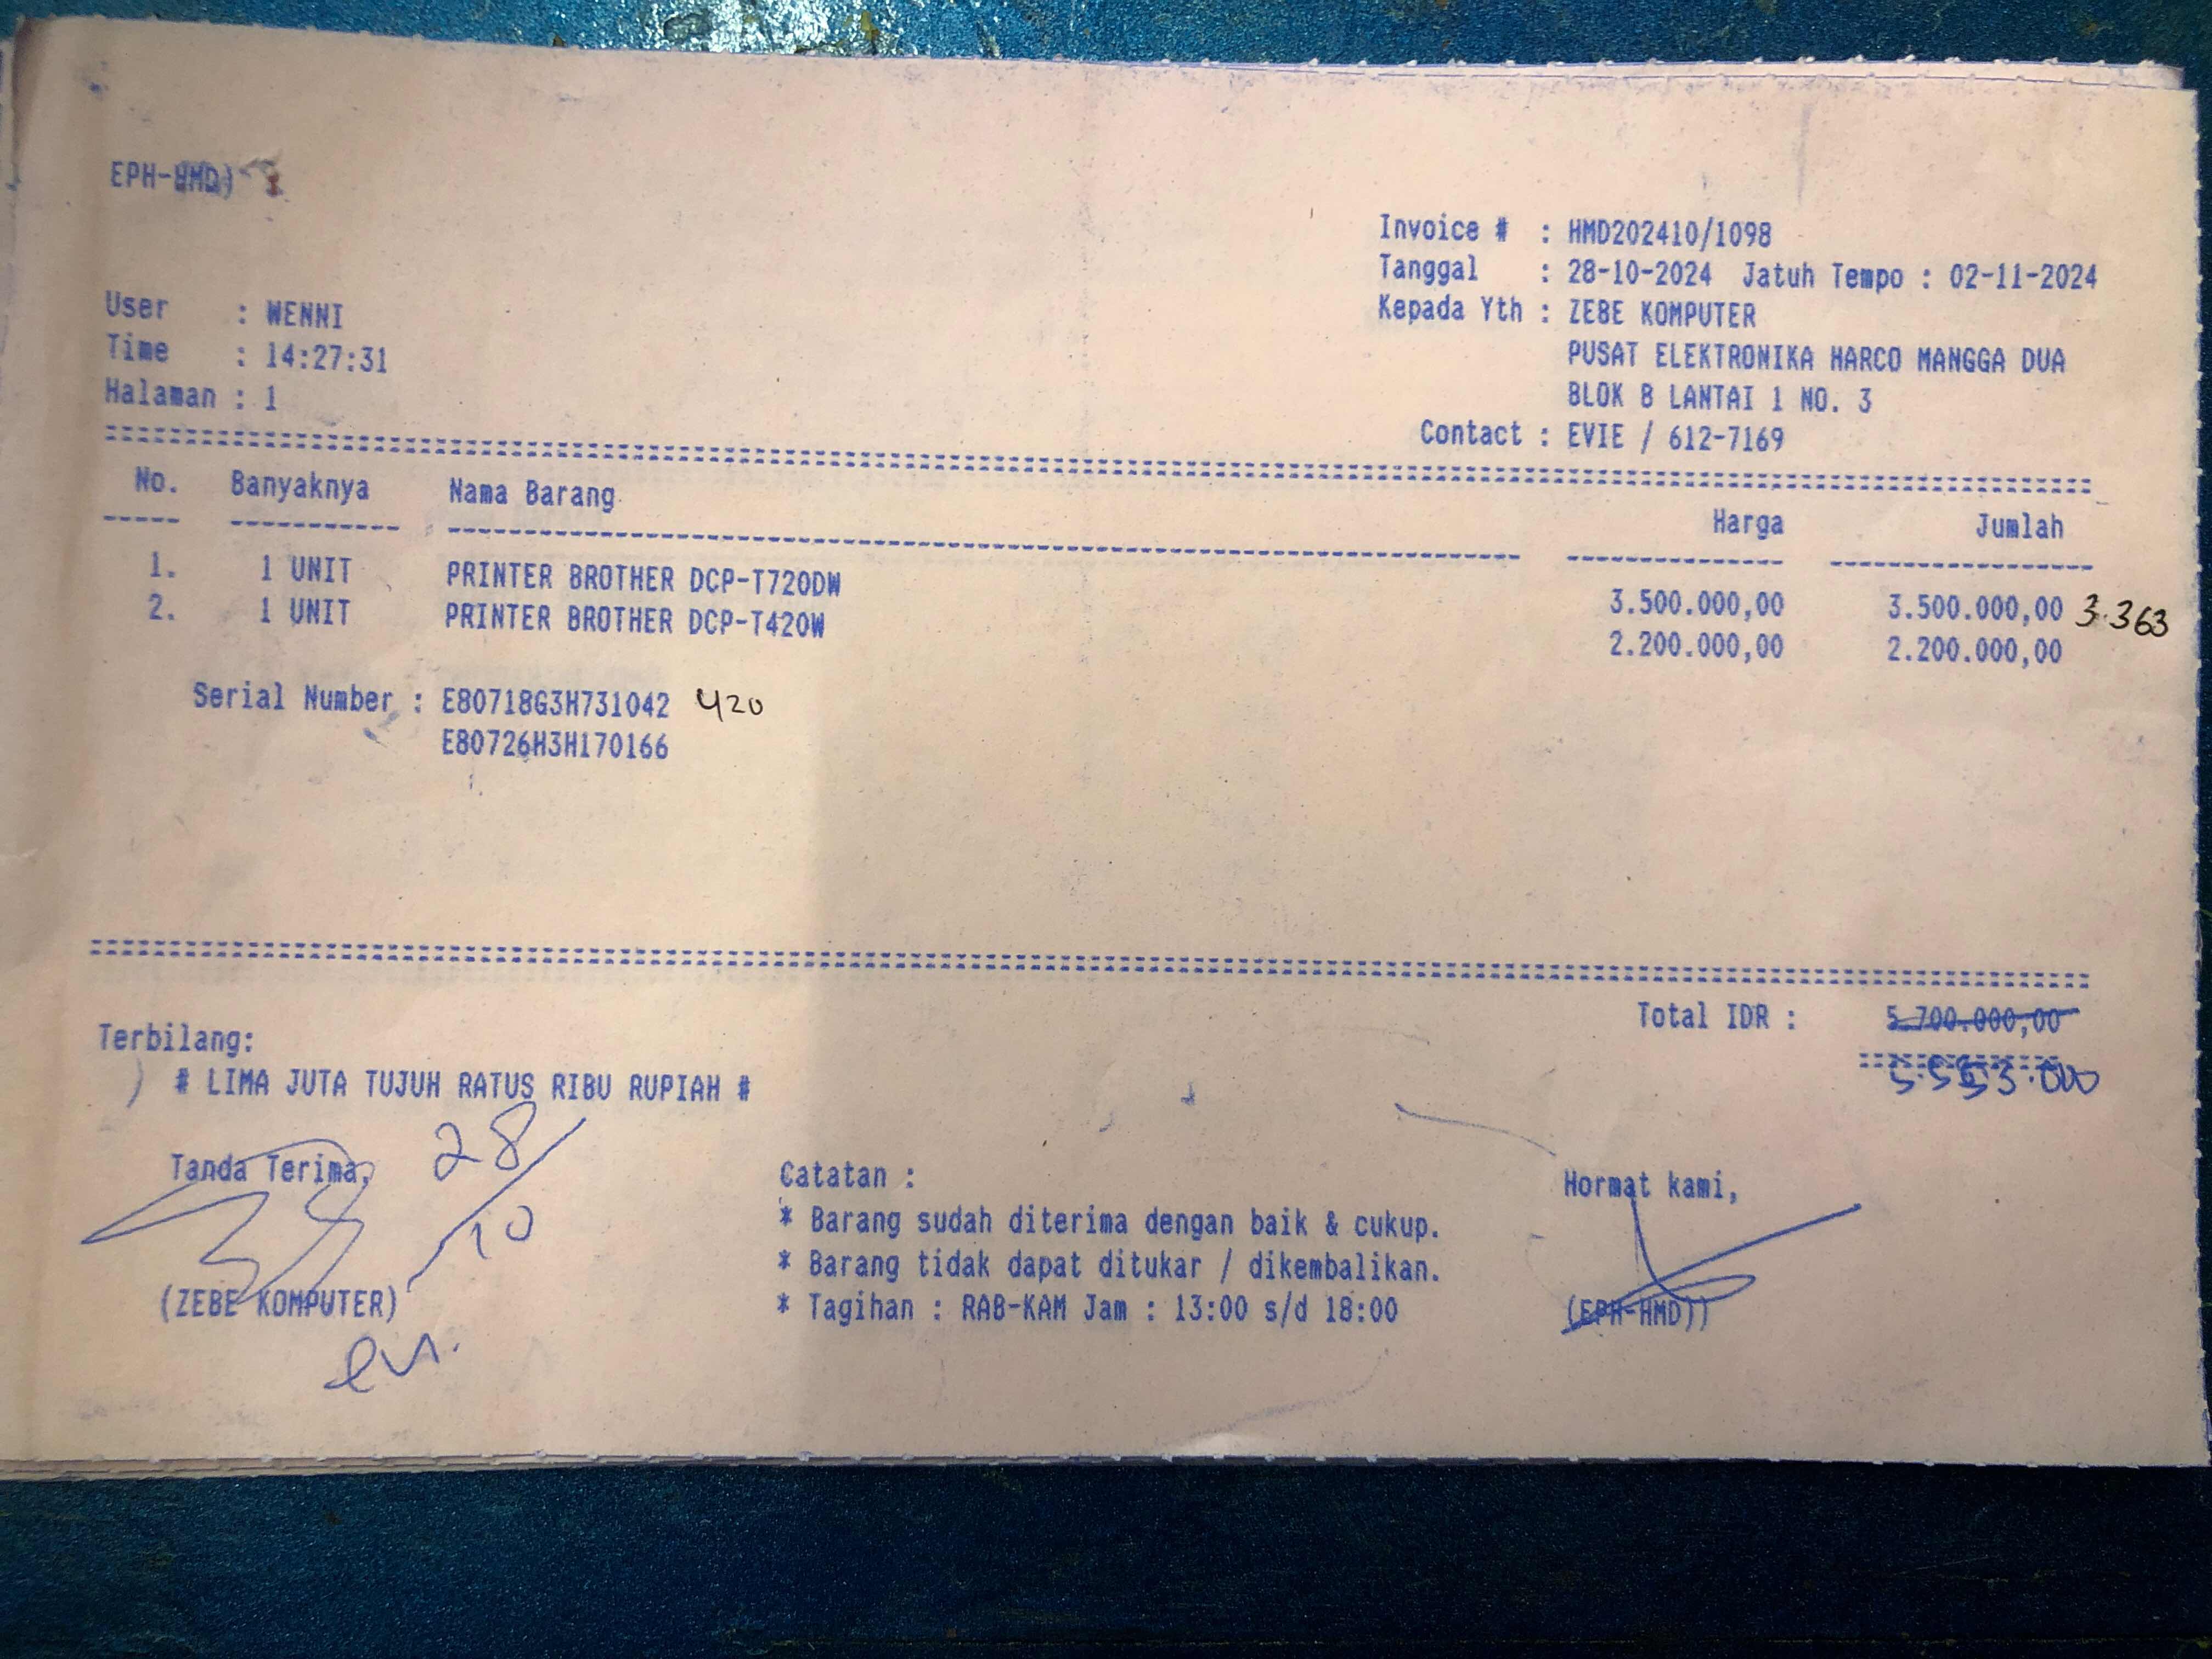 EPH-HMD)
Invoice # : HMD202410/1098
Tanggal : 28-10-2024 Jatuh Tempo : 02-11-2024
Kepada Yth : ZEBE KOMPUTER
PUSAT ELEKTRONIKA HARCO MANGGA DUA
BLOK B LANTAI 1 NO. 3
Contact : EVIE / 612-7169
User : WENNI
Time : 14:27:31
Halaman : 1
No. Banyaknya Nama Barang Harga Jumlah
1. 1 UNIT PRINTER BROTHER DCP-T720DW 3.500.000,00 3.500.000,00 3.363
2. 1 UNIT PRINTER BROTHER DCP-T420W 2.200.000,00 2.200.000,00
Serial Number : E80718G3H731042 420
E80726H3H170166
Total IDR : 5.700.000,00
Terbilang:
# LIMA JUTA TUJUH RATUS RIBU RUPIAH #
Tanda Terima, 28/10
(ZEBE KOMPUTER)
Catatan :
* Barang sudah diterima dengan baik & cukup.
* Barang tidak dapat ditukar / dikembalikan.
* Tagihan : RAB-KAM Jam : 13:00 s/d 18:00
Hormat kami,
(EPH-HMD))